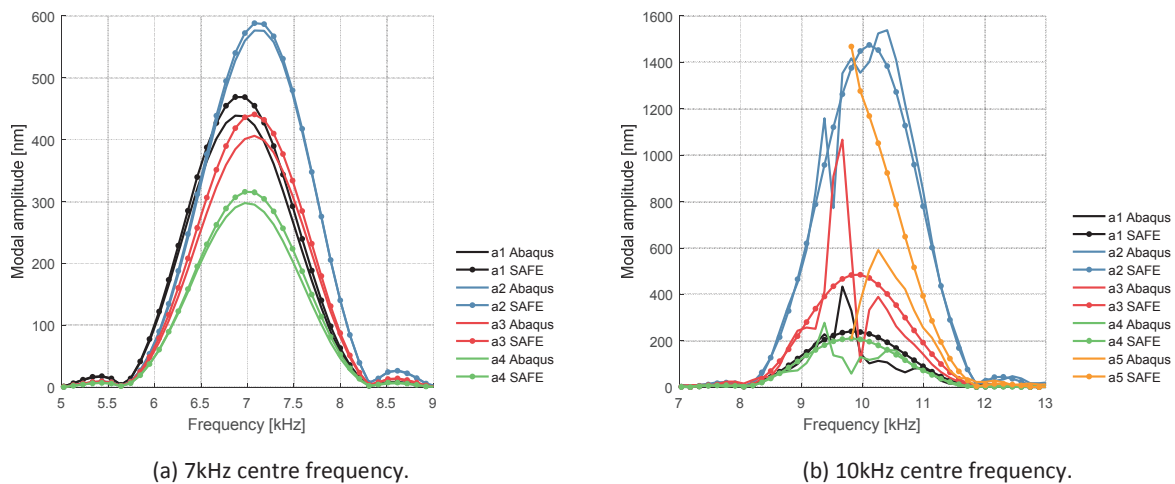 600
500
400
300
200
100
0
Modal amplitude [nm]
5 5.5 6 6.5 7 7.5 8 8.5 9
Frequency [kHz]
a1 Abaqus
a1 SAFE
a2 Abaqus
a2 SAFE
a3 Abaqus
a3 SAFE
a4 Abaqus
a4 SAFE
(a) 7kHz centre frequency.
1600
1400
1200
1000
800
600
400
200
0
Modal amplitude [nm]
7 8 9 10 11 12 13
Frequency [kHz]
a1 Abaqus
a1 SAFE
a2 Abaqus
a2 SAFE
a3 Abaqus
a3 SAFE
a4 Abaqus
a4 SAFE
a5 Abaqus
a5 SAFE
(b) 10kHz centre frequency.